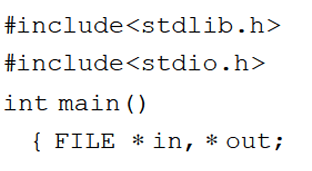 #include<stdlib.h>
#include<stdio.h>
int main()
{ FILE *in,*out;